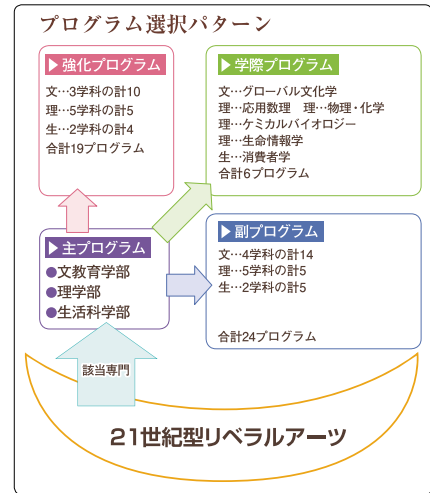 プログラム選択パターン
▶強化プログラム
文…3学科の計10
理…5学科の計5
生…2学科の計4
合計19プログラム
▶学際プログラム
文…グローバル文化学
理…応用数理　理…物理・化学
理…ケミカルバイオロジー
理…生命情報学
生…消費者学
合計6プログラム
▶主プログラム
●文教育学部
●理学部
●生活科学部
▶副プログラム
文…4学科の計14
理…5学科の計5
生…2学科の計5
合計24プログラム
該当専門
21世紀型リベラルアーツ